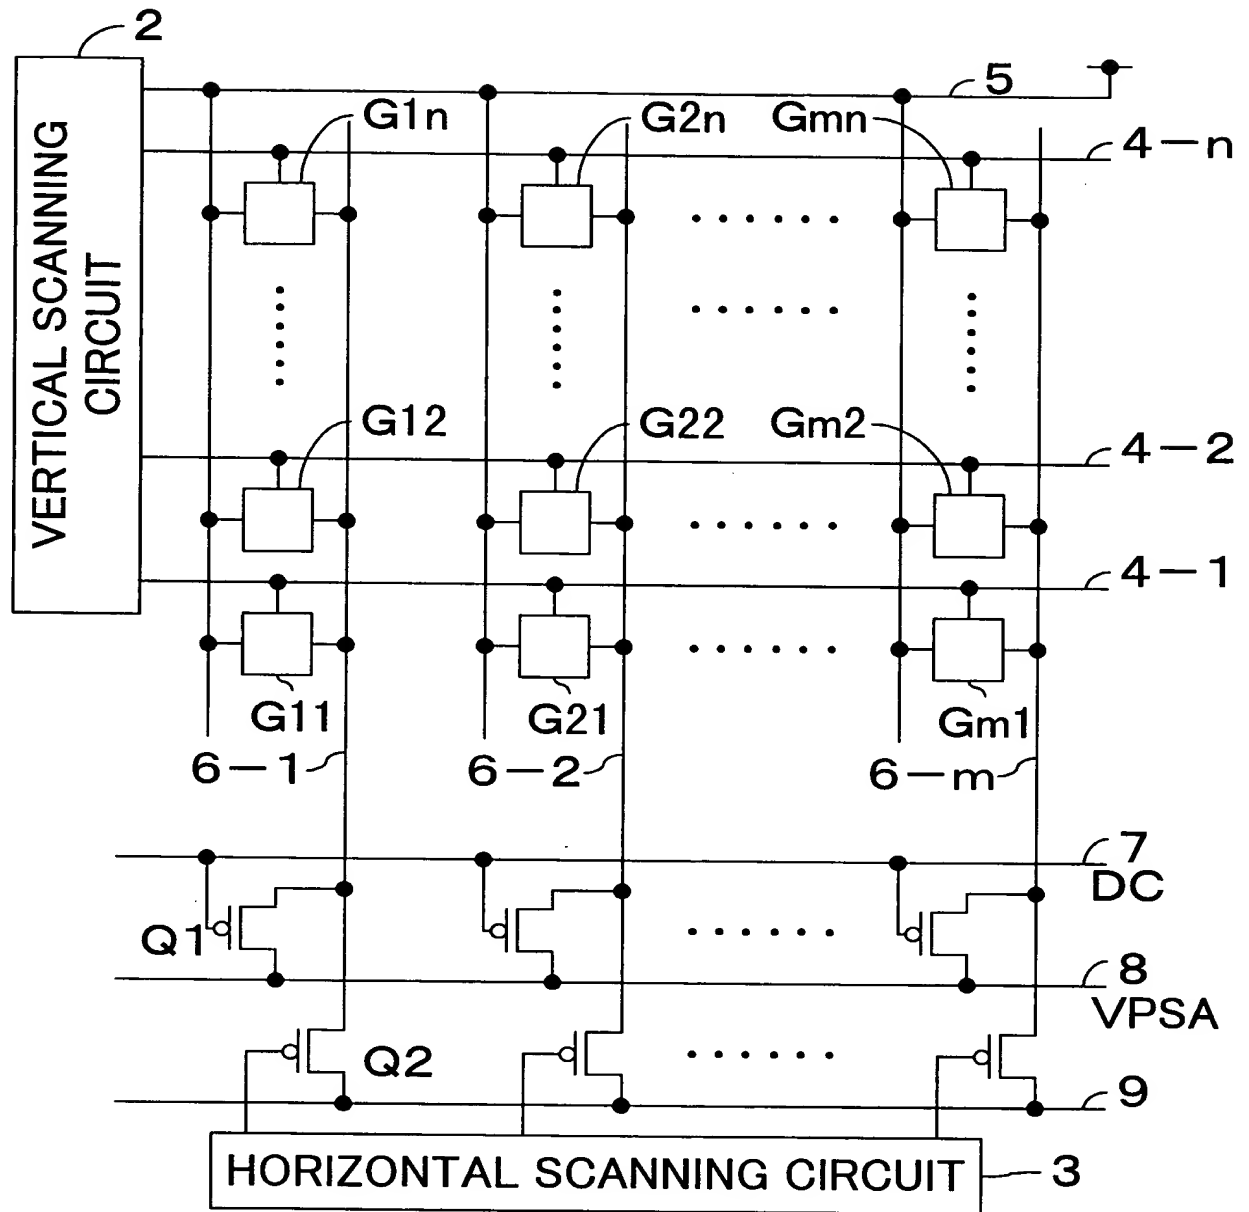 2
VERTICAL SCANNING
CIRCUIT
5
G1n
G2n
Gmn
4-n
G12
G22
Gm2
4-2
4-1
G11
G21
Gm1
6-1
6-2
6-m
7
DC
Q1
8
VPSA
Q2
9
HORIZONTAL SCANNING CIRCUIT
3